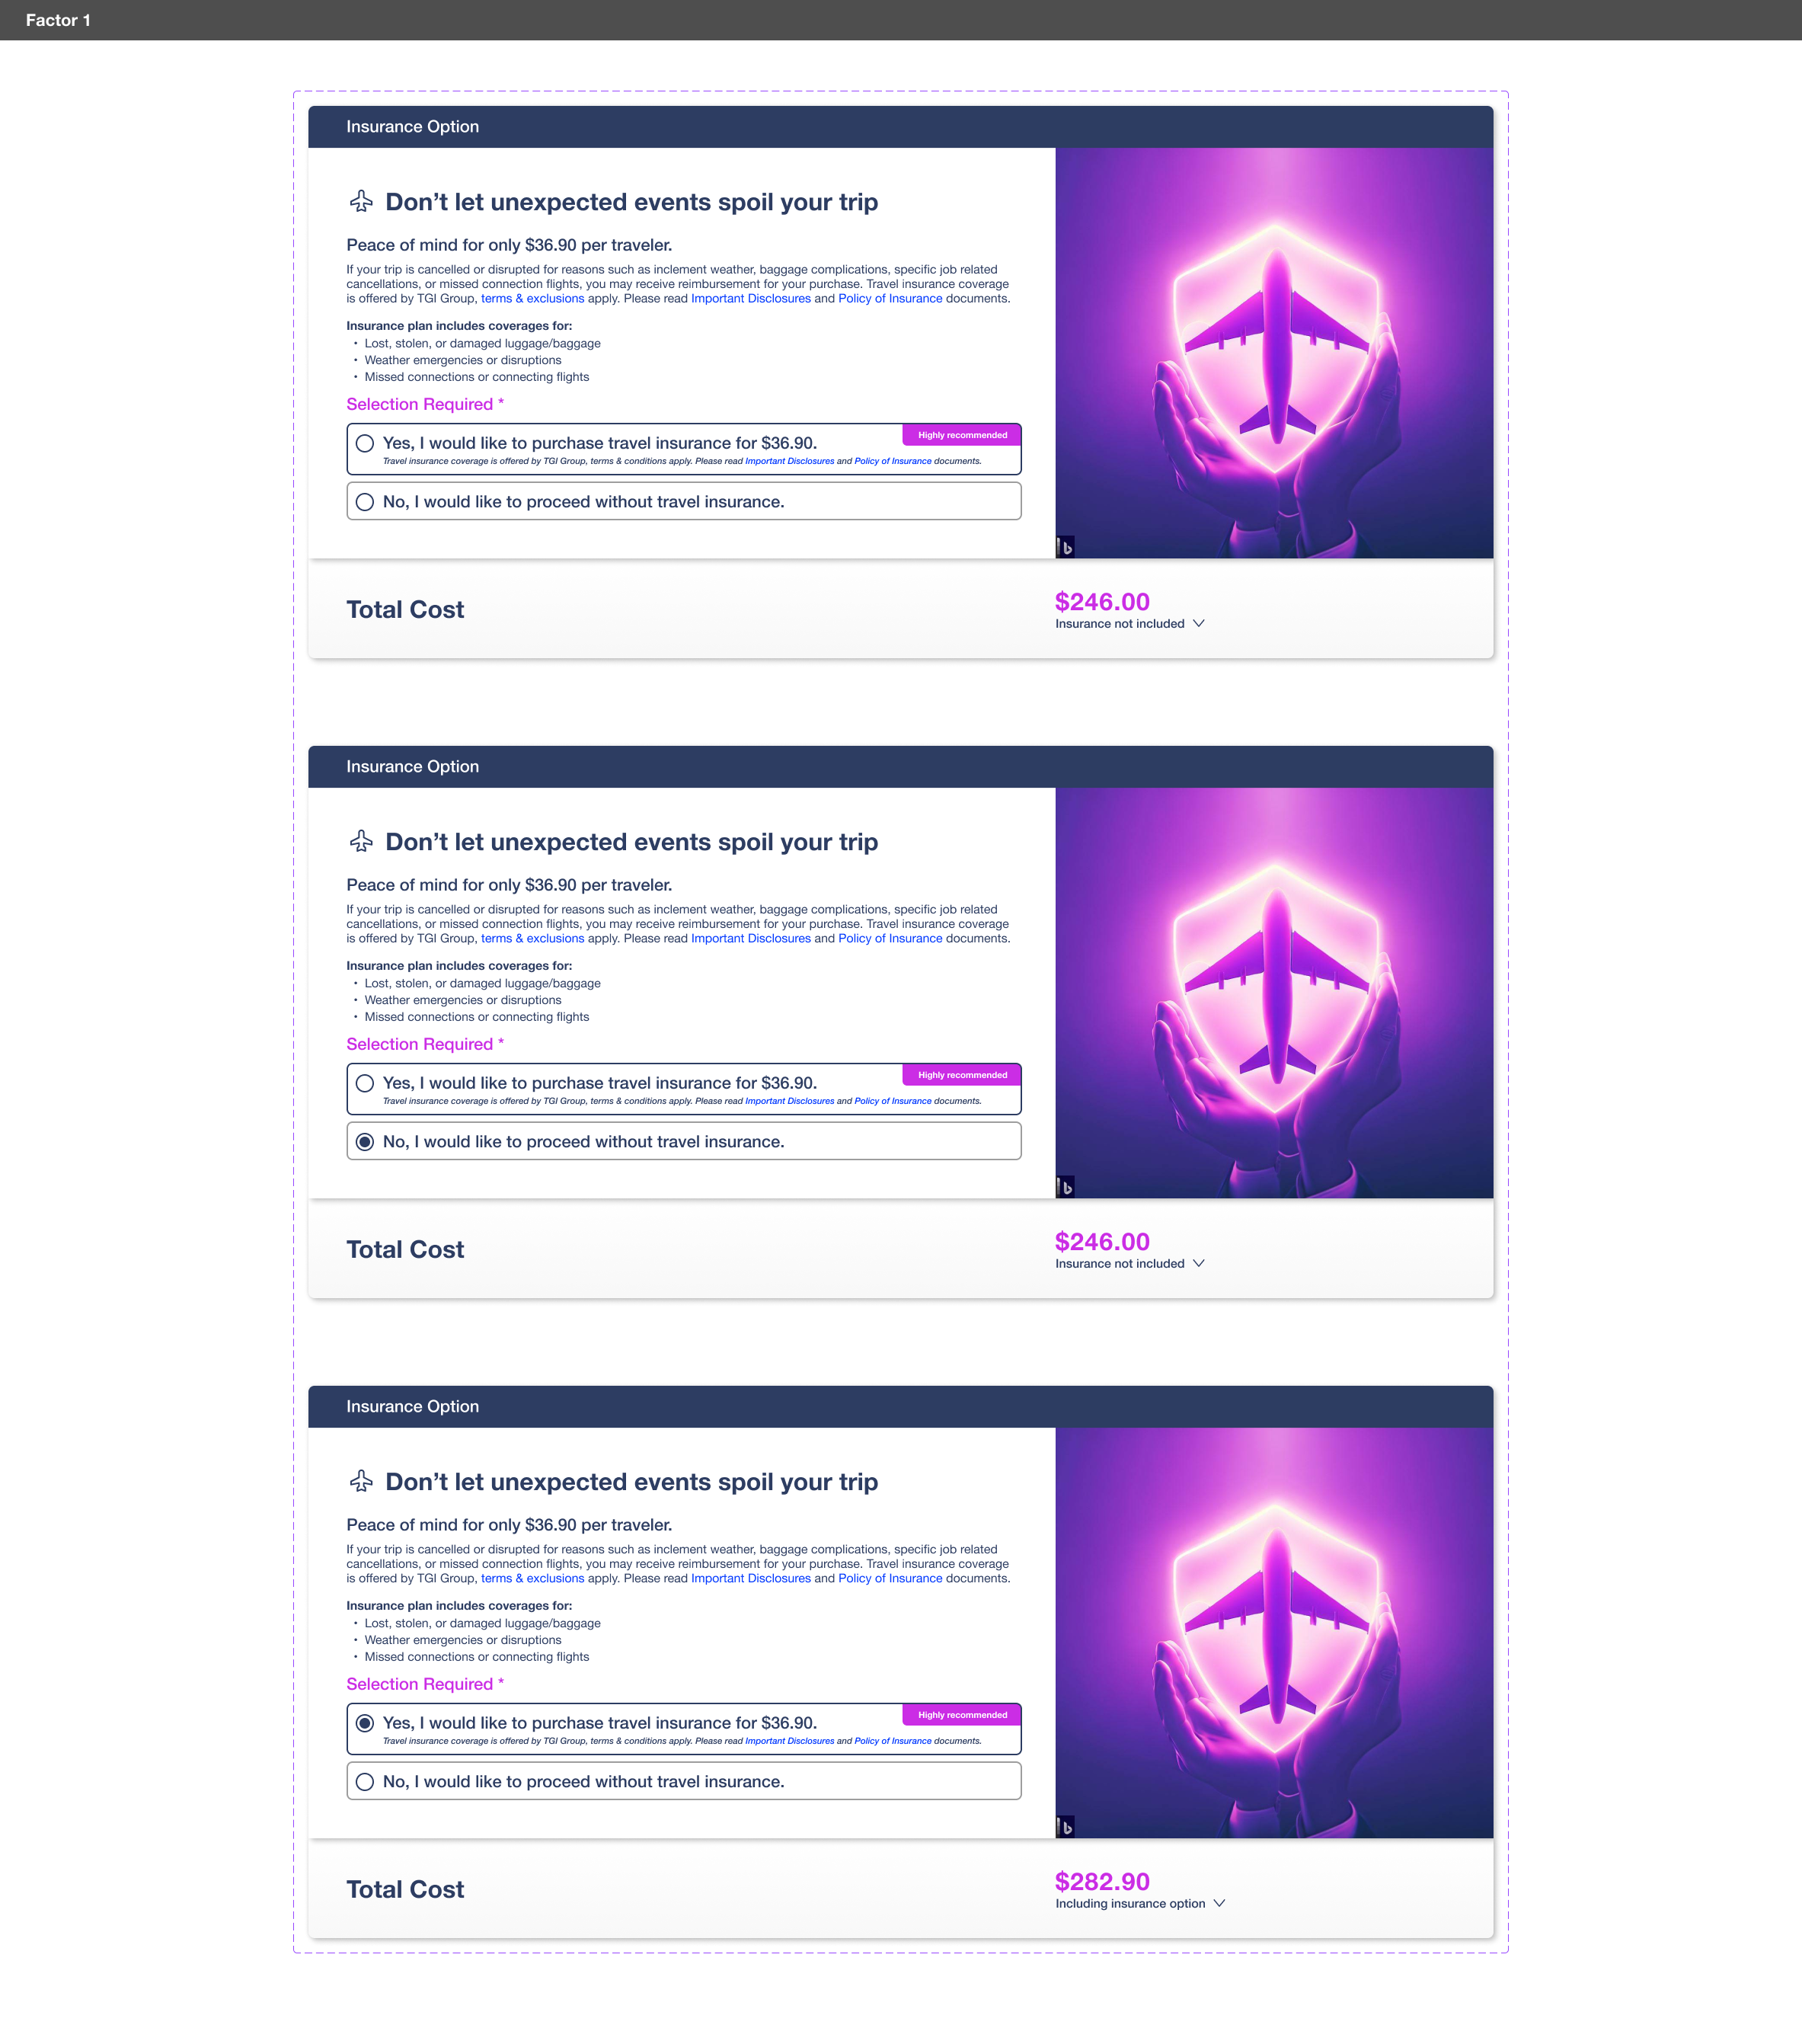 Factor 1
Insurance Option
Don’t let unexpected events spoil your trip
Peace of mind for only $36.90 per traveler.
If your trip is cancelled or disrupted for reasons such as inclement weather, baggage complications, specific job related
cancellations, or missed connection flights, you may receive reimbursement for your purchase. Travel insurance coverage
is offered by TGI Group, terms & exclusions apply. Please read Important Disclosures and Policy of Insurance documents.
Insurance plan includes coverages for:
• Lost, stolen, or damaged luggage/baggage
• Weather emergencies or disruptions
• Missed connections or connecting flights
Selection Required *
Yes, I would like to purchase travel insurance for $36.90.
Highly recommended
Travel insurance coverage is offered by TGI Group, terms & conditions apply. Please read Important Disclosures and Policy of Insurance documents.
No, I would like to proceed without travel insurance.
b
Total Cost
$246.00
Insurance not included
Insurance Option
Don’t let unexpected events spoil your trip
Peace of mind for only $36.90 per traveler.
If your trip is cancelled or disrupted for reasons such as inclement weather, baggage complications, specific job related
cancellations, or missed connection flights, you may receive reimbursement for your purchase. Travel insurance coverage
is offered by TGI Group, terms & exclusions apply. Please read Important Disclosures and Policy of Insurance documents.
Insurance plan includes coverages for:
• Lost, stolen, or damaged luggage/baggage
• Weather emergencies or disruptions
• Missed connections or connecting flights
Selection Required *
Yes, I would like to purchase travel insurance for $36.90.
Highly recommended
Travel insurance coverage is offered by TGI Group, terms & conditions apply. Please read Important Disclosures and Policy of Insurance documents.
No, I would like to proceed without travel insurance.
b
Total Cost
$246.00
Insurance not included
Insurance Option
Don’t let unexpected events spoil your trip
Peace of mind for only $36.90 per traveler.
If your trip is cancelled or disrupted for reasons such as inclement weather, baggage complications, specific job related
cancellations, or missed connection flights, you may receive reimbursement for your purchase. Travel insurance coverage
is offered by TGI Group, terms & exclusions apply. Please read Important Disclosures and Policy of Insurance documents.
Insurance plan includes coverages for:
• Lost, stolen, or damaged luggage/baggage
• Weather emergencies or disruptions
• Missed connections or connecting flights
Selection Required *
Yes, I would like to purchase travel insurance for $36.90.
Highly recommended
Travel insurance coverage is offered by TGI Group, terms & conditions apply. Please read Important Disclosures and Policy of Insurance documents.
No, I would like to proceed without travel insurance.
b
Total Cost
$282.90
Including insurance option